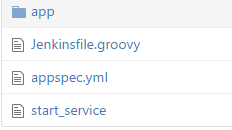 app
Jenkinsfile.groovy
appspec.yml
start_service